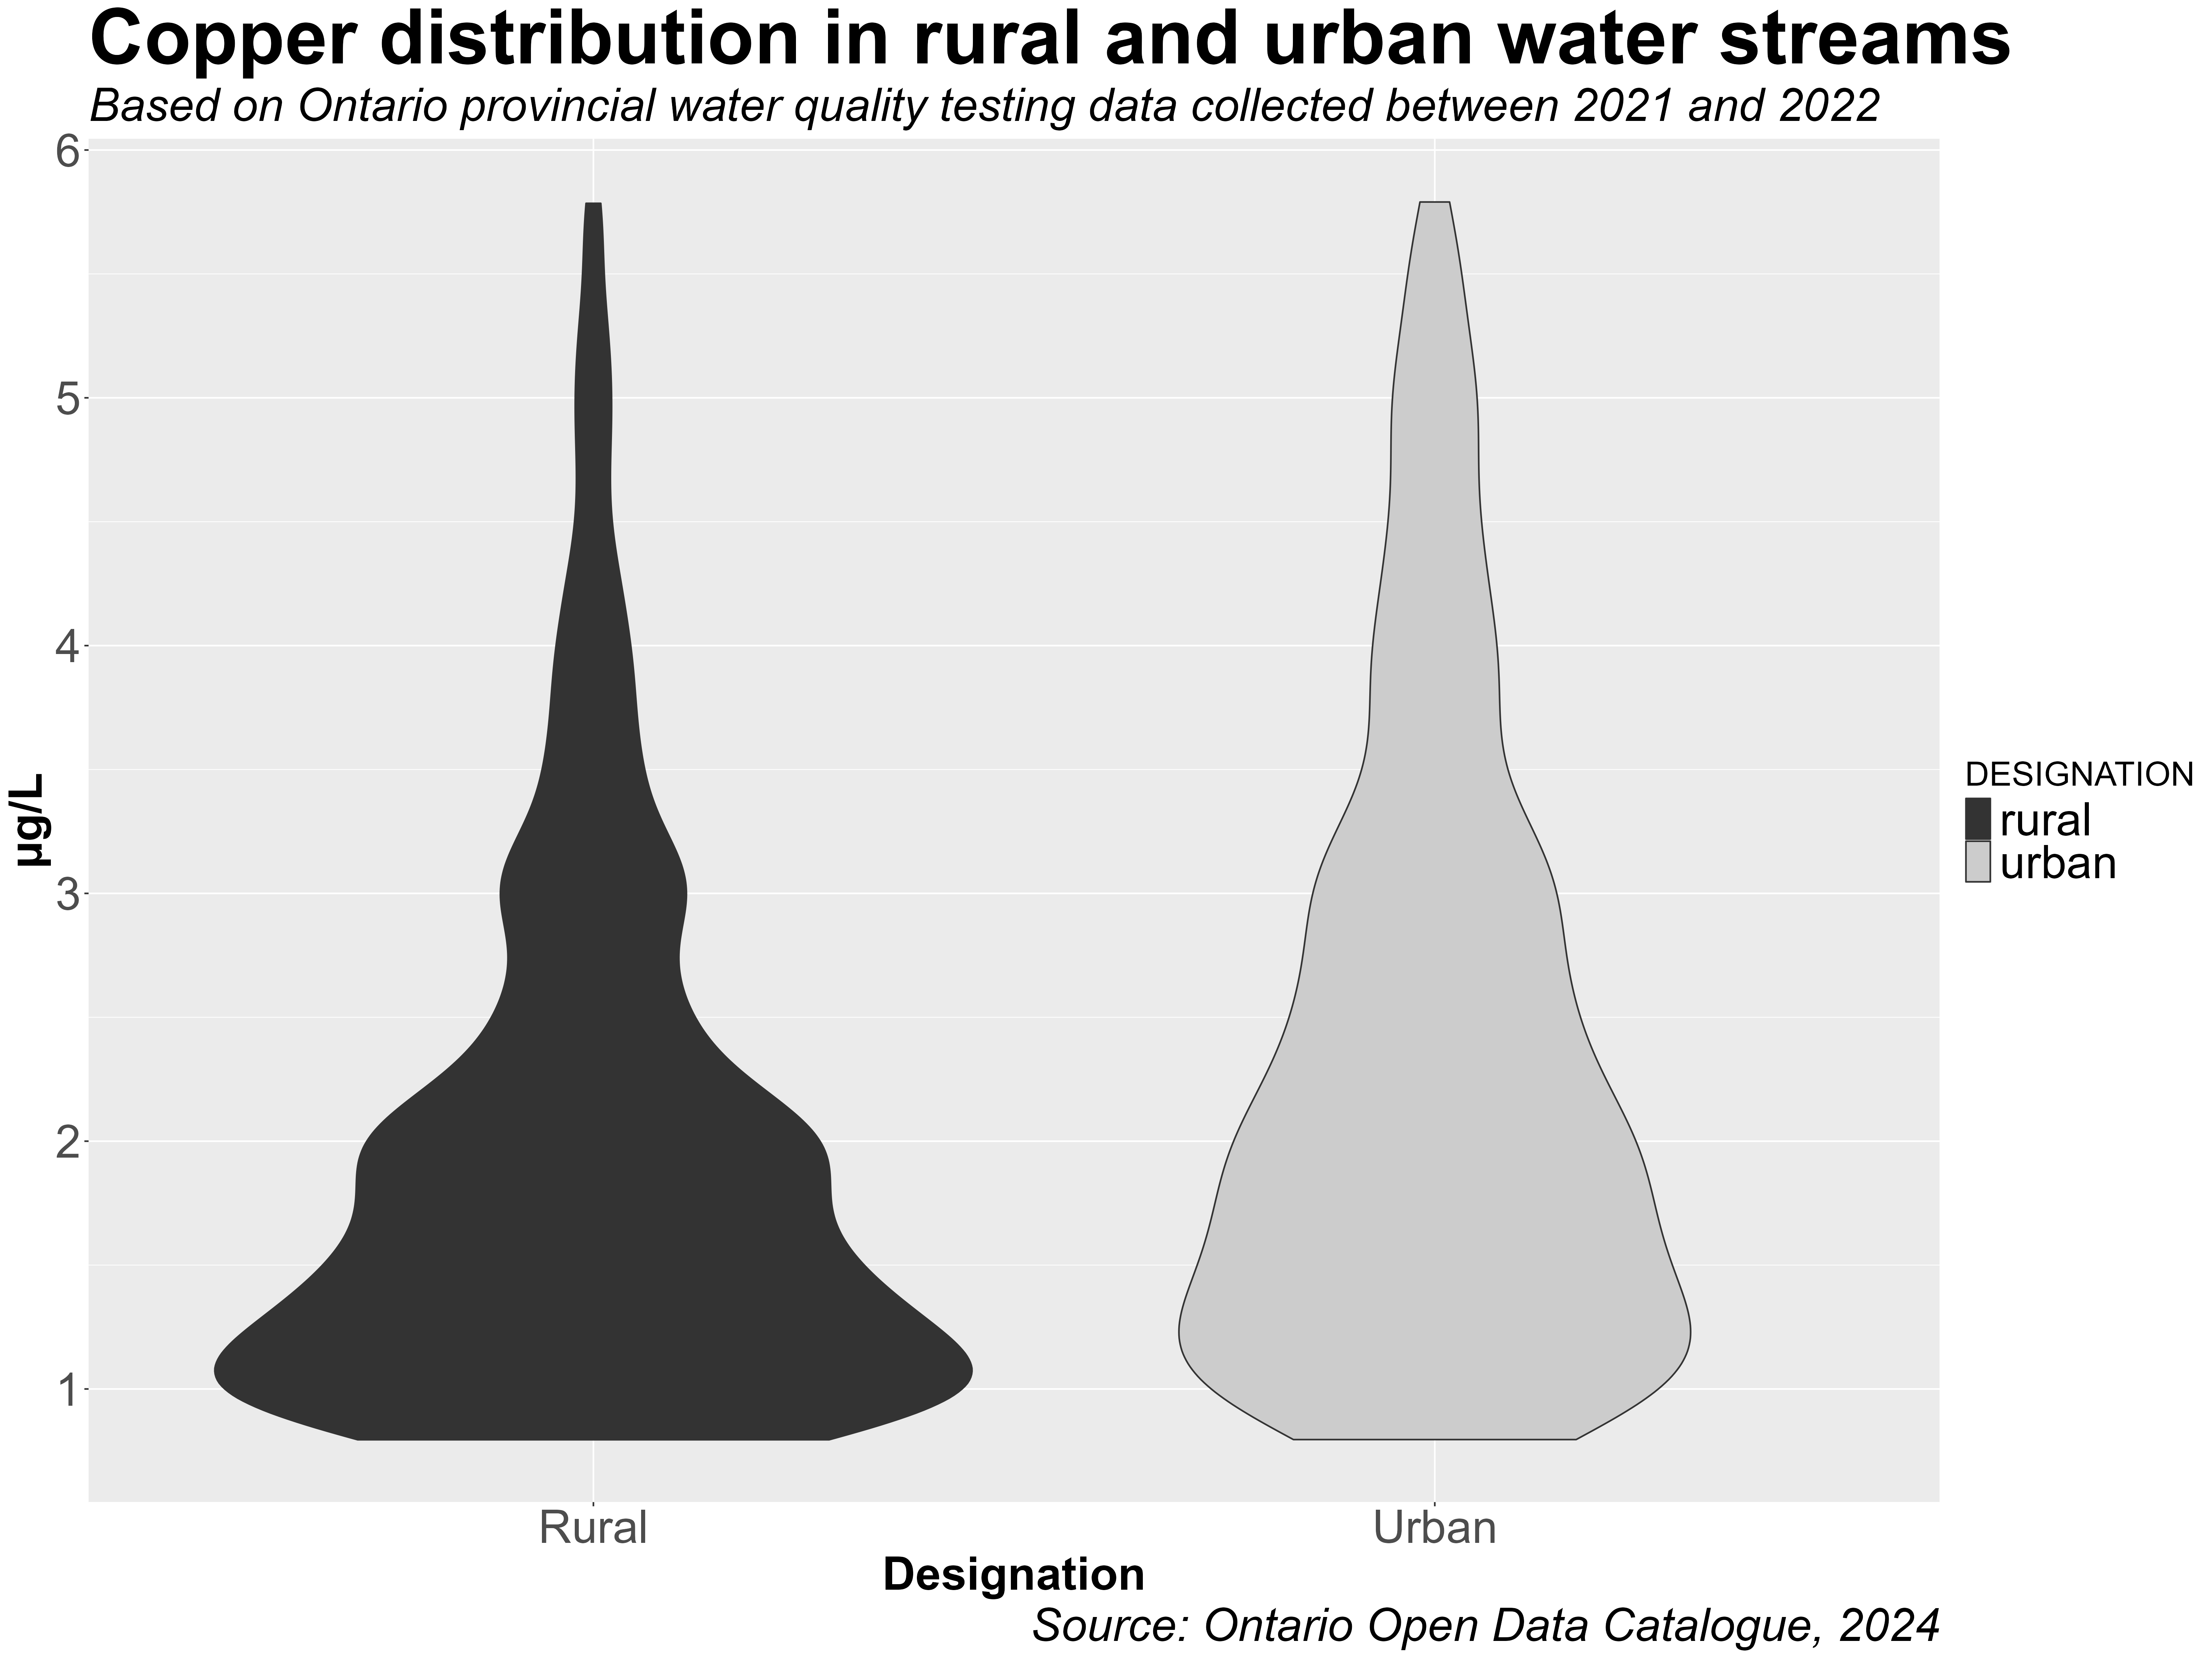 Copper distribution in rural and urban water streams
Based on Ontario provincial water quality testing data collected between 2021 and 2022
6
5
4
3
2
1
µg/L
Rural
Urban
Designation
DESIGNATION
rural
urban
Source: Ontario Open Data Catalogue, 2024